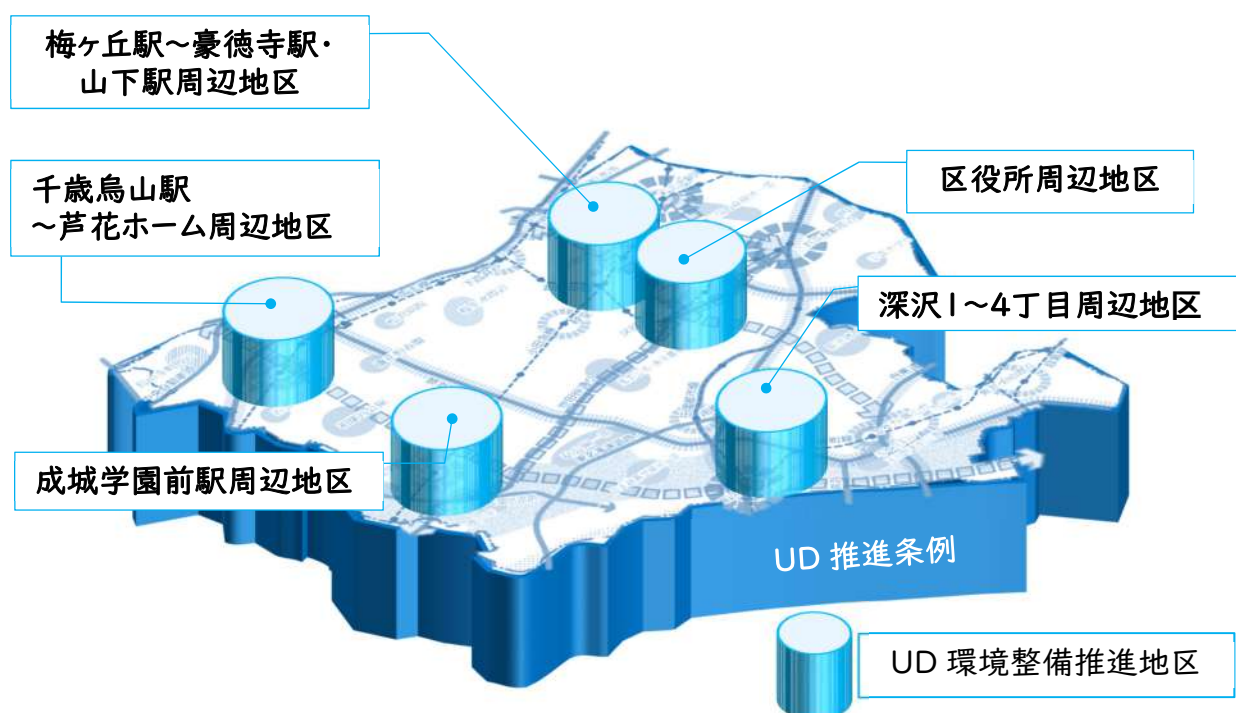 梅ヶ丘駅~豪徳寺駅・
山下駅周辺地区
千歳烏山駅
~芦花ホーム周辺地区
区役所周辺地区
深沢1~4丁目周辺地区
成城学園前駅周辺地区
UD 推進条例
UD 環境整備推進地区